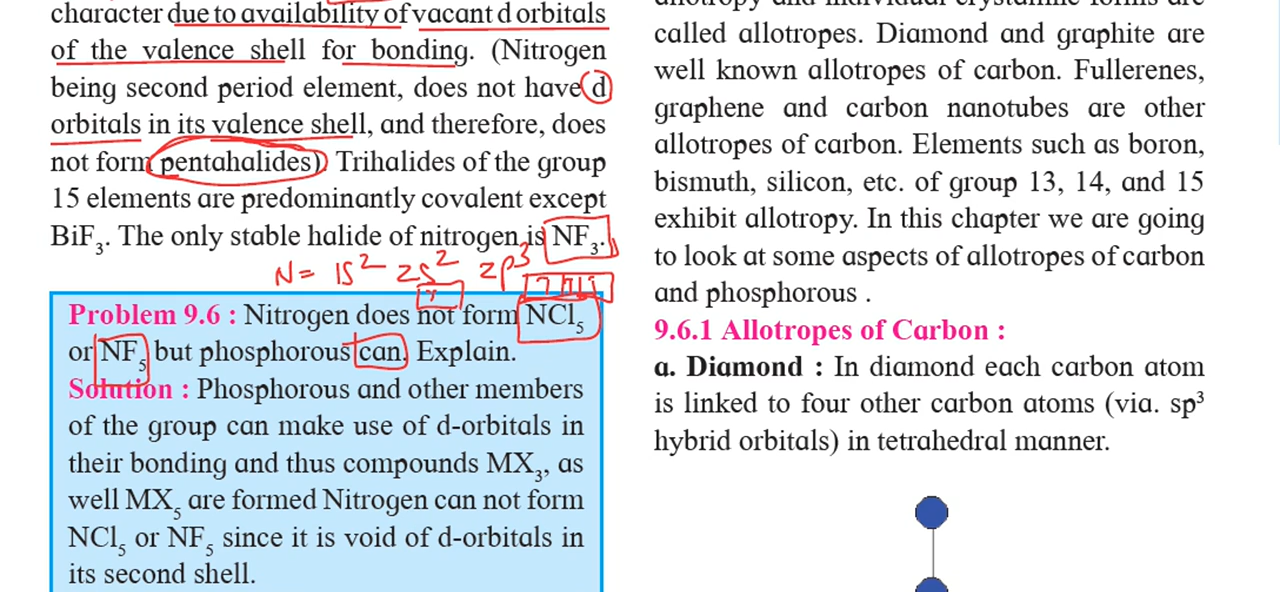 character due to availability of vacant d orbitals
of the valence shell for bonding. (Nitrogen
being second period element, does not have d
orbitals in its valence shell, and therefore, does
not form pentahalides). Trihalides of the group
15 elements are predominantly covalent except
BiF₃. The only stable halide of nitrogen is NF₃.
N = 1s² 2s² 2p³
Problem 9.6 : Nitrogen does not form NCl₅
or NF₅ but phosphorous can. Explain.
Solution : Phosphorous and other members
of the group can make use of d-orbitals in
their bonding and thus compounds MX₃, as
well MX₅ are formed Nitrogen can not form
NCl₅ or NF₅ since it is void of d-orbitals in
its second shell.
called allotropes. Diamond and graphite are
well known allotropes of carbon. Fullerenes,
graphene and carbon nanotubes are other
allotropes of carbon. Elements such as boron,
bismuth, silicon, etc. of group 13, 14, and 15
exhibit allotropy. In this chapter we are going
to look at some aspects of allotropes of carbon
and phosphorous .
9.6.1 Allotropes of Carbon :
a. Diamond : In diamond each carbon atom
is linked to four other carbon atoms (via. sp³
hybrid orbitals) in tetrahedral manner.